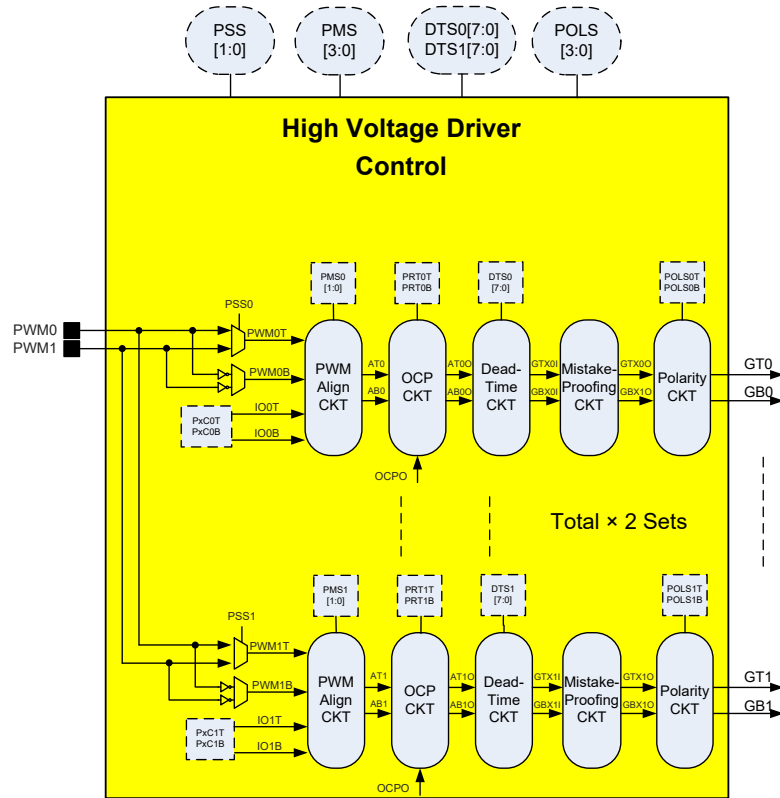 PSS
[1:0]
PMS
[3:0]
DTS0[7:0]
DTS1[7:0]
POLS
[3:0]
High Voltage Driver
Control
PMS0
[1:0]
PRT0T
PRT0B
DTS0
[7:0]
POLS0T
POLS0B
PSS0
PWM0
PWM1
PWM0T
PWM0B
PxC0T
PxC0B
IO0T
IO0B
PWM
Align
CKT
AT0
AB0
OCP
CKT
OCPO
AT0O
AB0O
Dead-
Time
CKT
GTX0I
GBX0I
Mistake-
Proofing
CKT
GTX0O
GBX1O
Polarity
CKT
GT0
GB0
Total × 2 Sets
PMS1
[1:0]
PRT1T
PRT1B
DTS1
[7:0]
POLS1T
POLS1B
PSS1
PWM1T
PWM1B
PxC1T
PxC1B
IO1T
IO1B
PWM
Align
CKT
AT1
AB1
OCP
CKT
OCPO
AT1O
AB1O
Dead-
Time
CKT
GTX1I
GBX1I
Mistake-
Proofing
CKT
GTX1O
GBX1O
Polarity
CKT
GT1
GB1